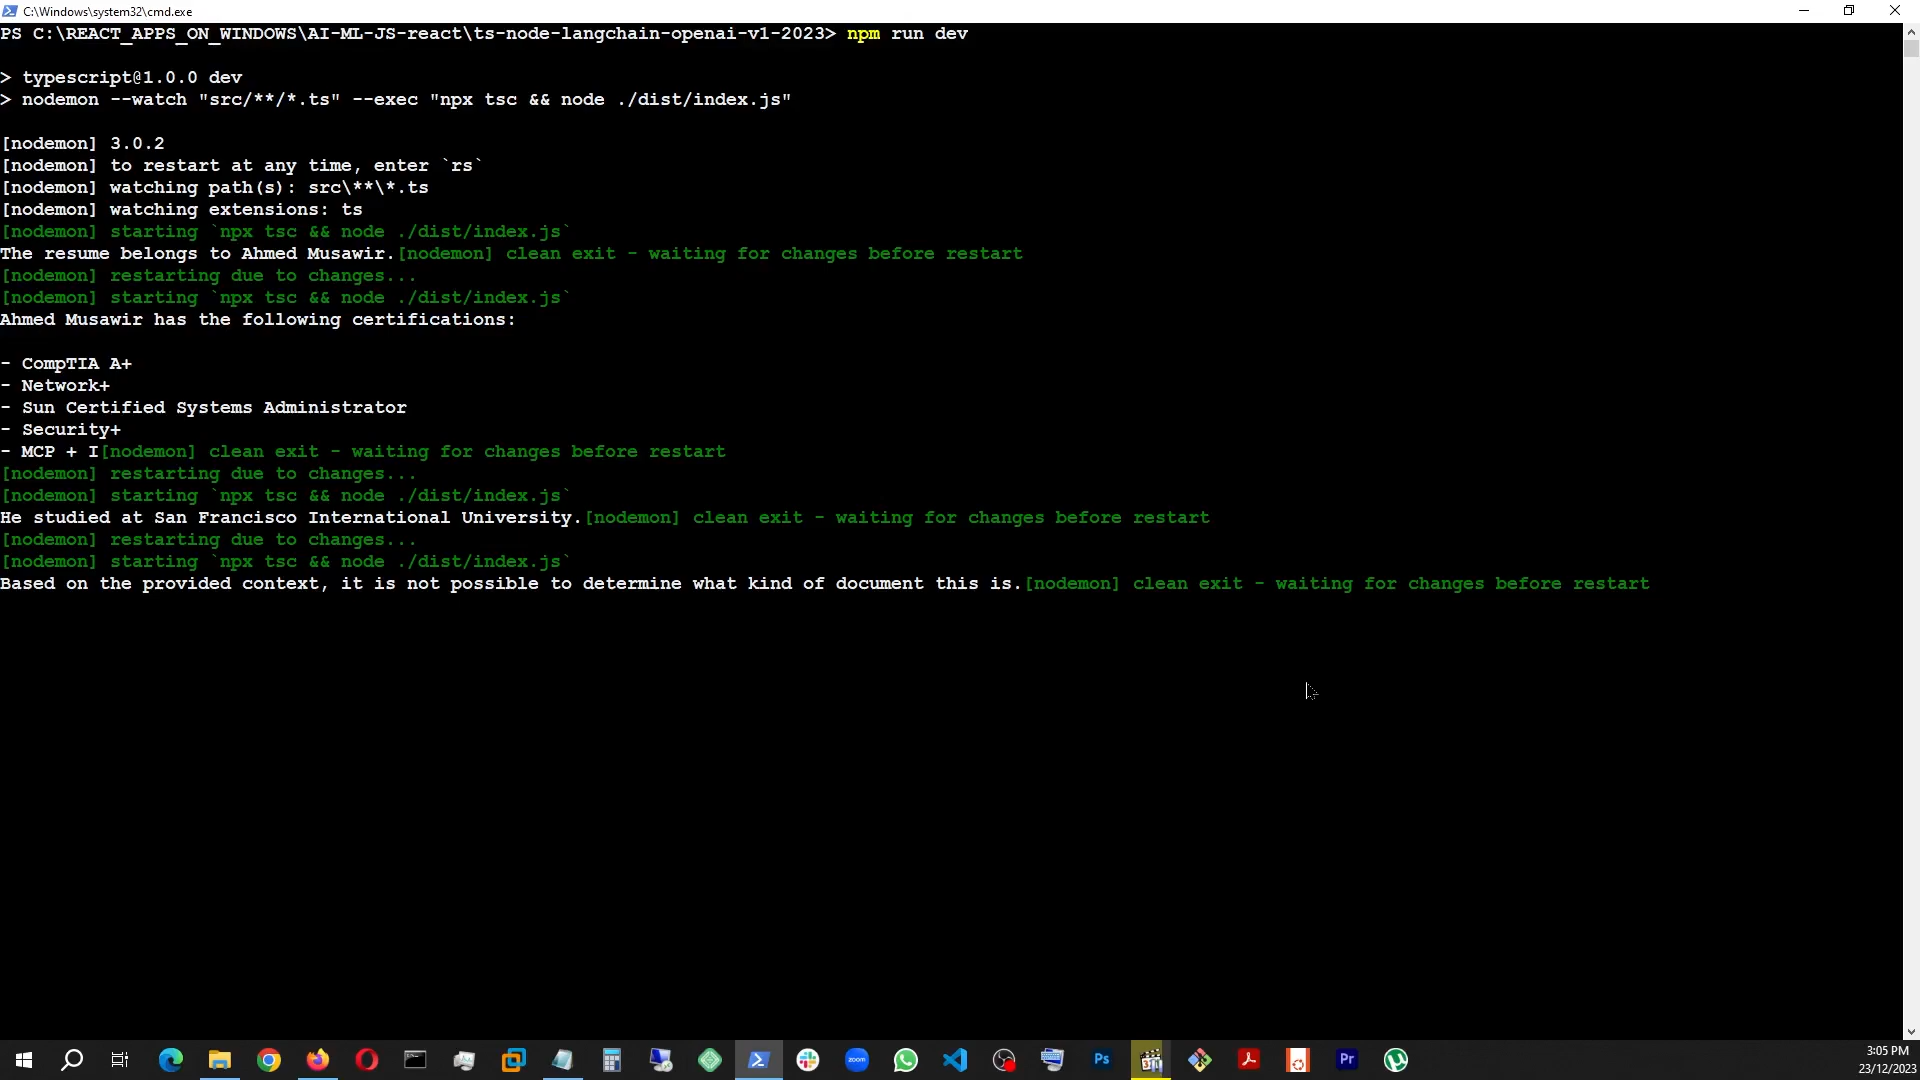 C:\Windows\system32\cmd.exe
PS C:\REACT_APPS_ON_WINDOWS\AI-ML-JS-react\ts-node-langchain-openai-v1-2023> npm run dev
> typescript@1.0.0 dev
> nodemon --watch "src/**/*.ts" --exec "npx tsc && node ./dist/index.js"
[nodemon] 3.0.2
[nodemon] to restart at any time, enter `rs`
[nodemon] watching path(s): src\**\*.ts
[nodemon] watching extensions: ts
[nodemon] starting `npx tsc && node ./dist/index.js`
The resume belongs to Ahmed Musawir.[nodemon] clean exit - waiting for changes before restart
[nodemon] restarting due to changes...
[nodemon] starting `npx tsc && node ./dist/index.js`
Ahmed Musawir has the following certifications:
- CompTIA A+
- Network+
- Sun Certified Systems Administrator
- Security+
- MCP + I[nodemon] clean exit - waiting for changes before restart
[nodemon] restarting due to changes...
[nodemon] starting `npx tsc && node ./dist/index.js`
He studied at San Francisco International University.[nodemon] clean exit - waiting for changes before restart
[nodemon] restarting due to changes...
[nodemon] starting `npx tsc && node ./dist/index.js`
Based on the provided context, it is not possible to determine what kind of document this is.[nodemon] clean exit - waiting for changes before restart
zoom
Ps
Pr
3:05 PM
23/12/2023